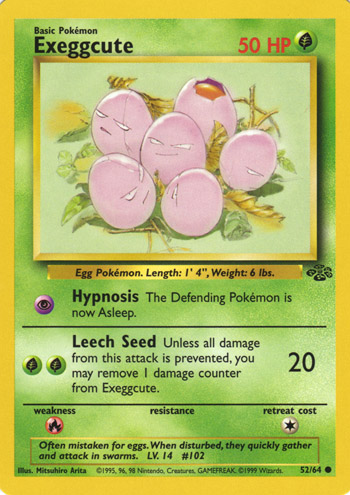 Basic Pokémon
Exeggcute 50 HP
Egg Pokémon. Length: 1' 4", Weight: 6 lbs.
Hypnosis The Defending Pokémon is
now Asleep.
Leech Seed Unless all damage
from this attack is prevented, you
may remove 1 damage counter
from Exeggcute.
20
weakness resistance retreat cost
Often mistaken for eggs. When disturbed, they quickly gather
and attack in swarms. LV. 14 #102
Illus. Mitsuhiro Arita ©1995, 96, 98 Nintendo, Creatures, GAMEFREAK. ©1999 Wizards. 52/64